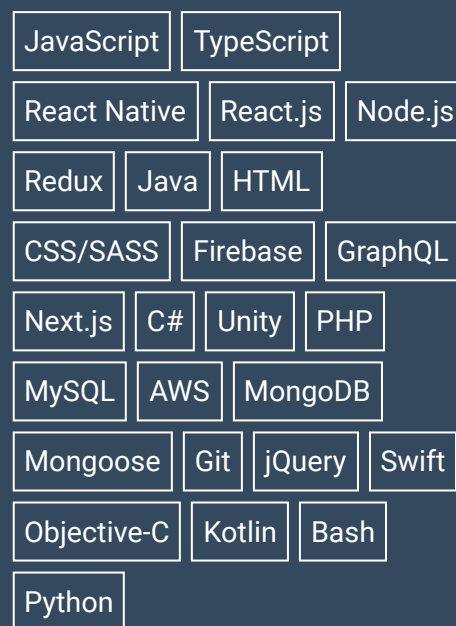 JavaScript TypeScript
React Native React.js Node.js
Redux Java HTML
CSS/SASS Firebase GraphQL
Next.js C# Unity PHP
MySQL AWS MongoDB
Mongoose Git jQuery Swift
Objective-C Kotlin Bash
Python